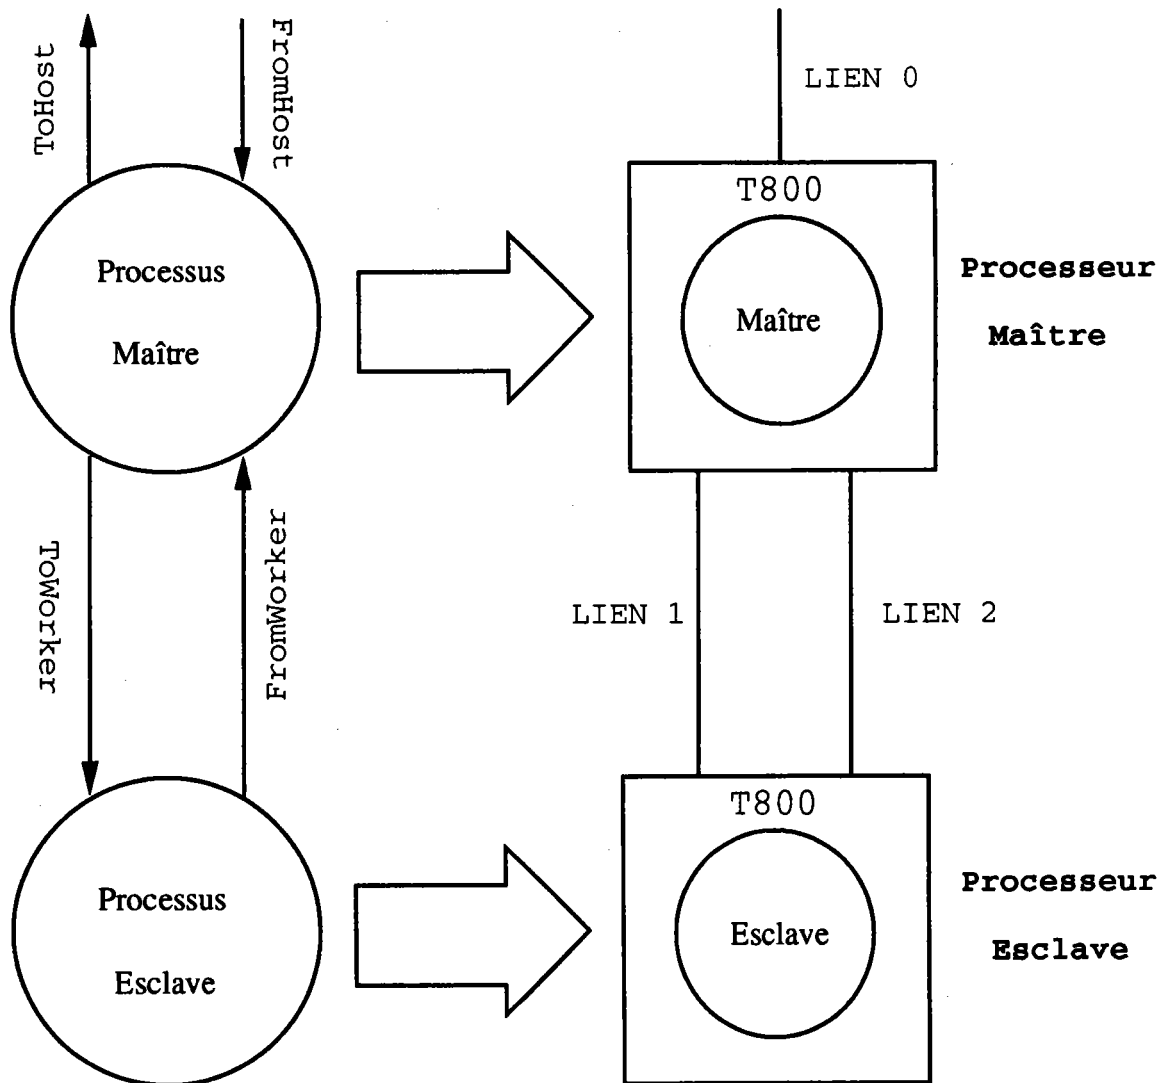 ToHost
FromHost
LIEN 0
T800
Processus
Maître
Maître
Processeur
Maître
ToWorker
FromWorker
LIEN 1
LIEN 2
T800
Processus
Esclave
Esclave
Processeur
Esclave